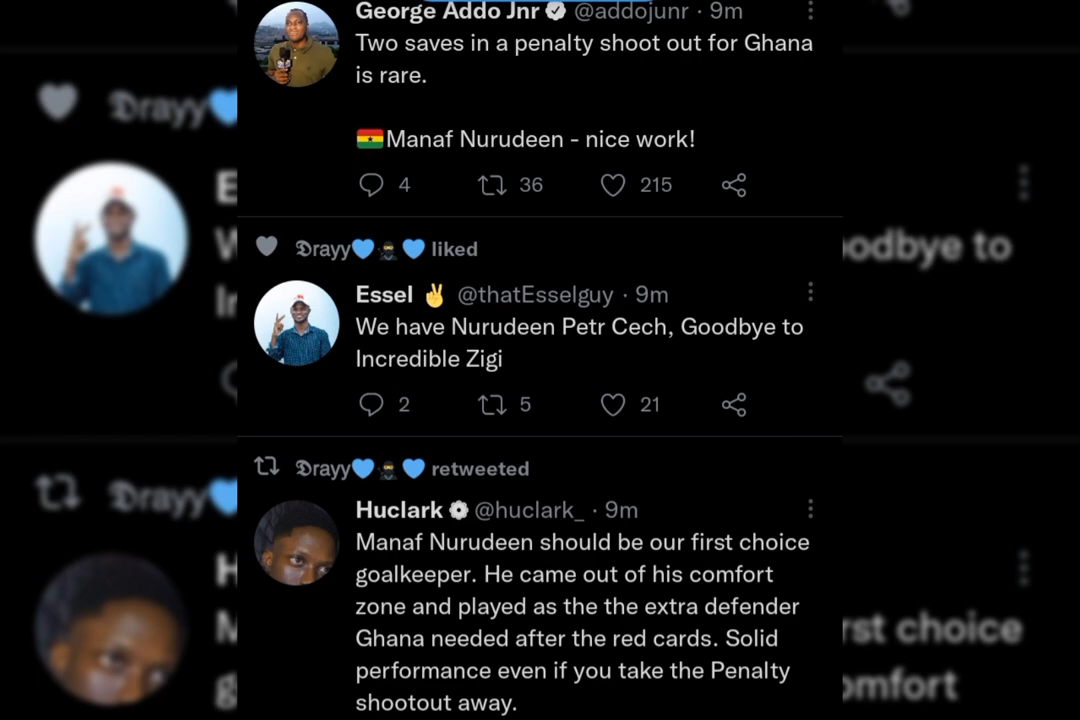 George Addo Jnr @addojunr · 9m
Two saves in a penalty shoot out for Ghana
is rare.
🇬🇭Manaf Nurudeen - nice work!
4 36 215
𝕯rayy💙🥷💙 liked
Essel ✌️ @thatEsselguy · 9m
We have Nurudeen Petr Cech, Goodbye to
Incredible Zigi
2 5 21
𝕯rayy💙🥷💙 retweeted
Huclark @huclark_ · 9m
Manaf Nurudeen should be our first choice
goalkeeper. He came out of his comfort
zone and played as the the extra defender
Ghana needed after the red cards. Solid
performance even if you take the Penalty
shootout away.